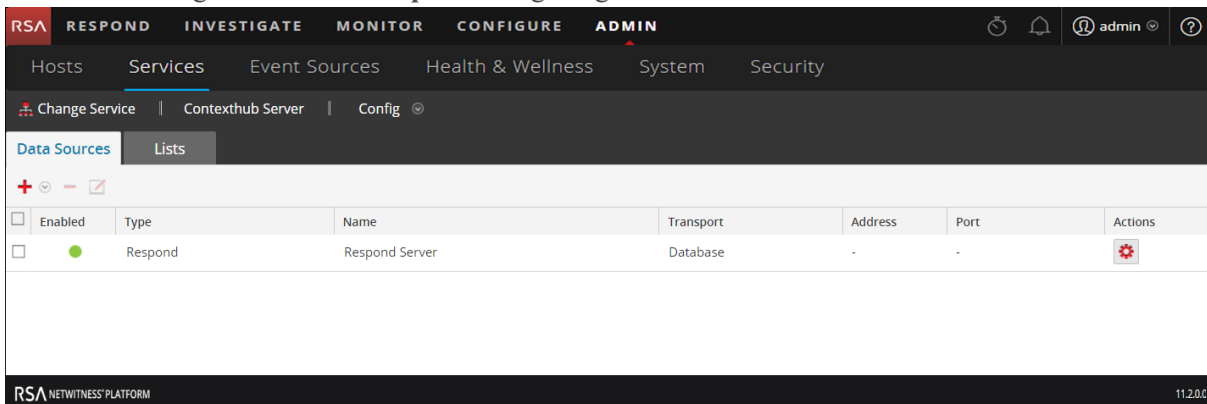 RSA RESPOND INVESTIGATE MONITOR CONFIGURE ADMIN admin ?
Hosts Services Event Sources Health & Wellness System Security
Change Service Contexthub Server Config
Data Sources Lists
Enabled Type Name Transport Address Port Actions
Respond Respond Server Database - -
RSA NETWITNESS® PLATFORM 11.2.0.0